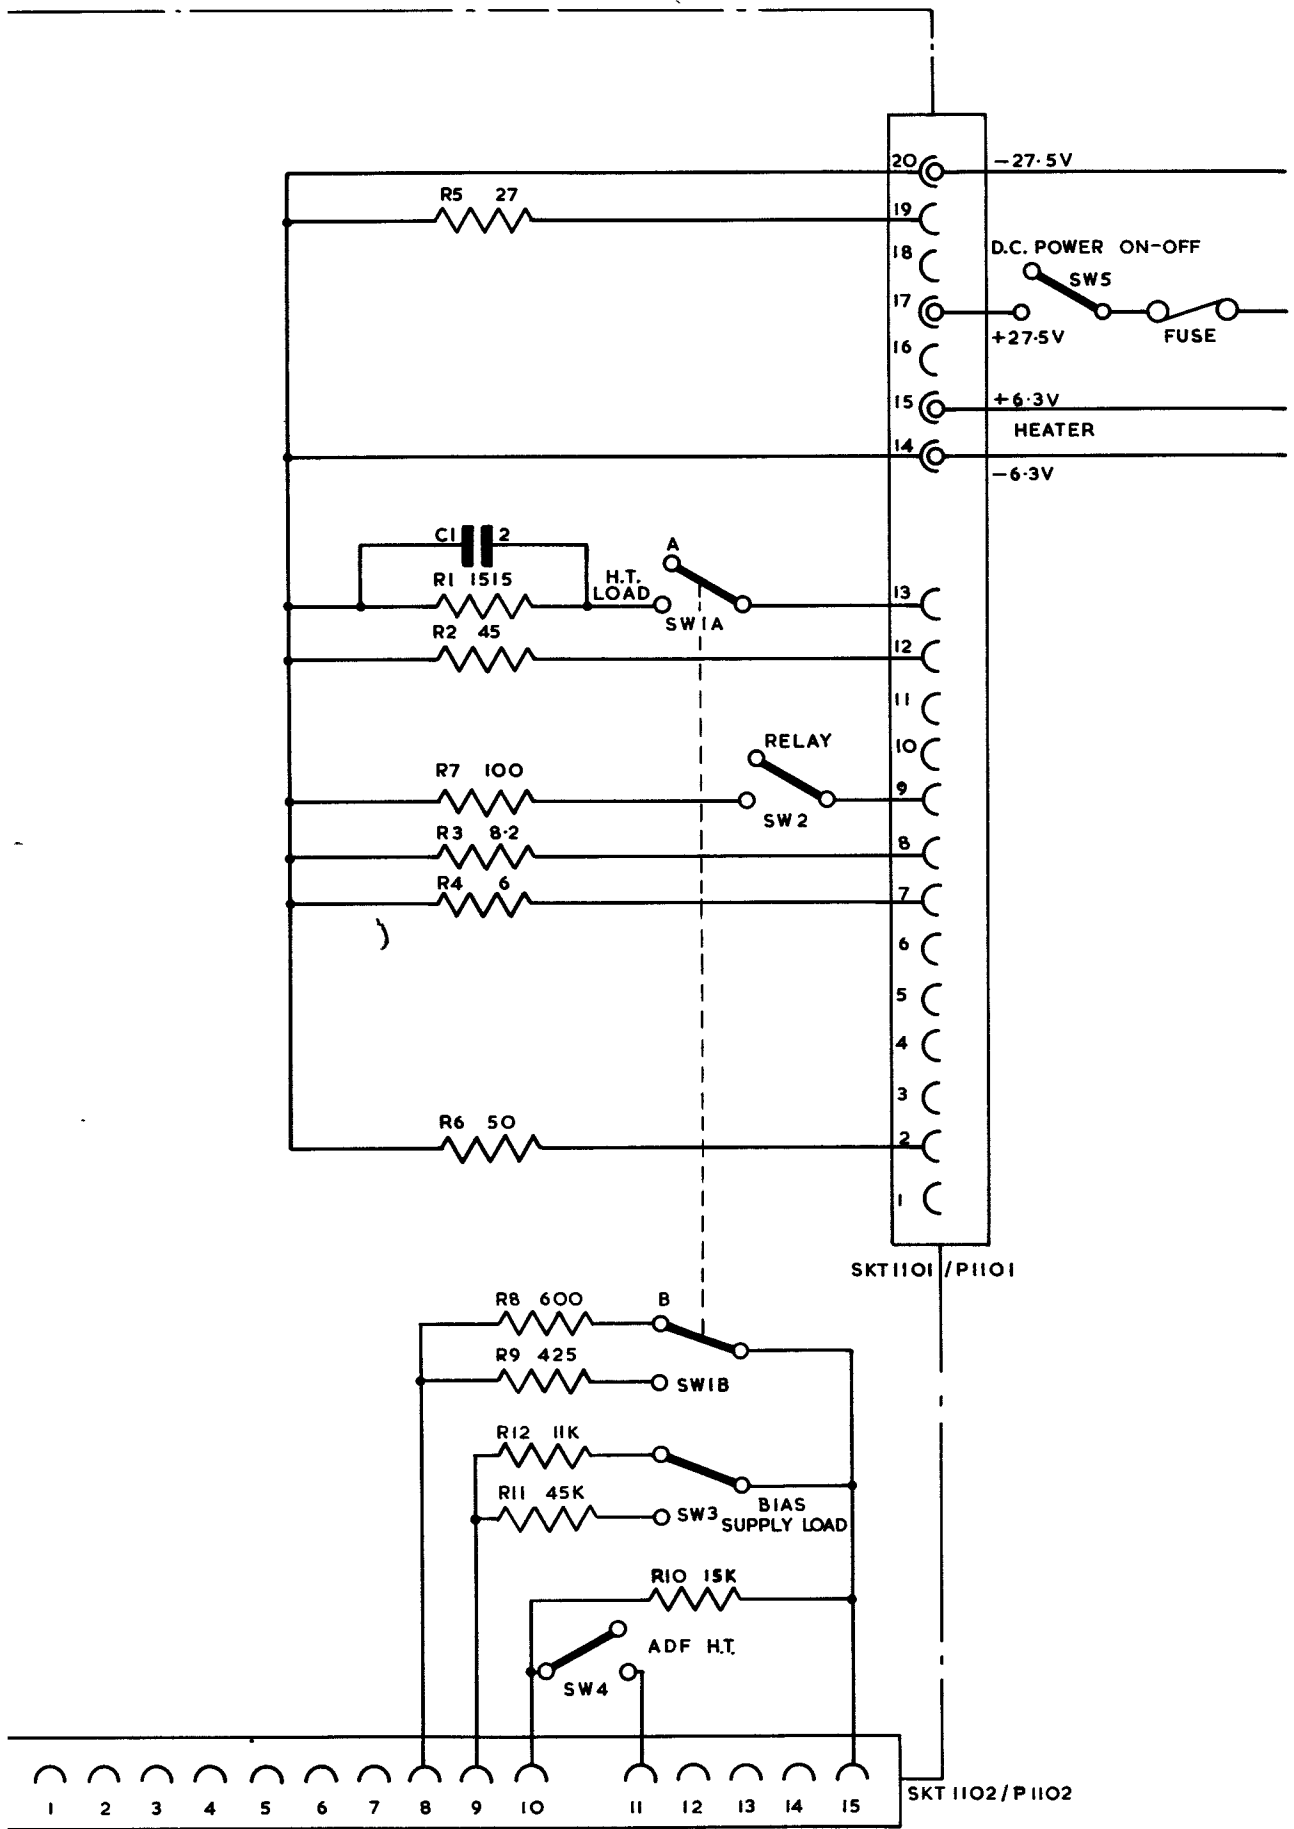 20 −27·5V
R5 27
19
18
D.C. POWER ON-OFF
SW5
17
+27·5V
FUSE
16
15 +6·3V
HEATER
14
−6·3V
C1 2
A
R1 1515
H.T.
LOAD
13
SW1A
R2 45
12
11
RELAY
10
R7 100
9
SW2
R3 8·2
8
R4 6
7
6
5
4
3
R6 50
2
1
SKT1101/P1101
R8 600
B
R9 425
SW1B
R12 11K
R11 45K
SW3
BIAS
SUPPLY LOAD
R10 15K
ADF H.T.
SW4
SKT 1102/P1102
1 2 3 4 5 6 7 8 9 10 11 12 13 14 15